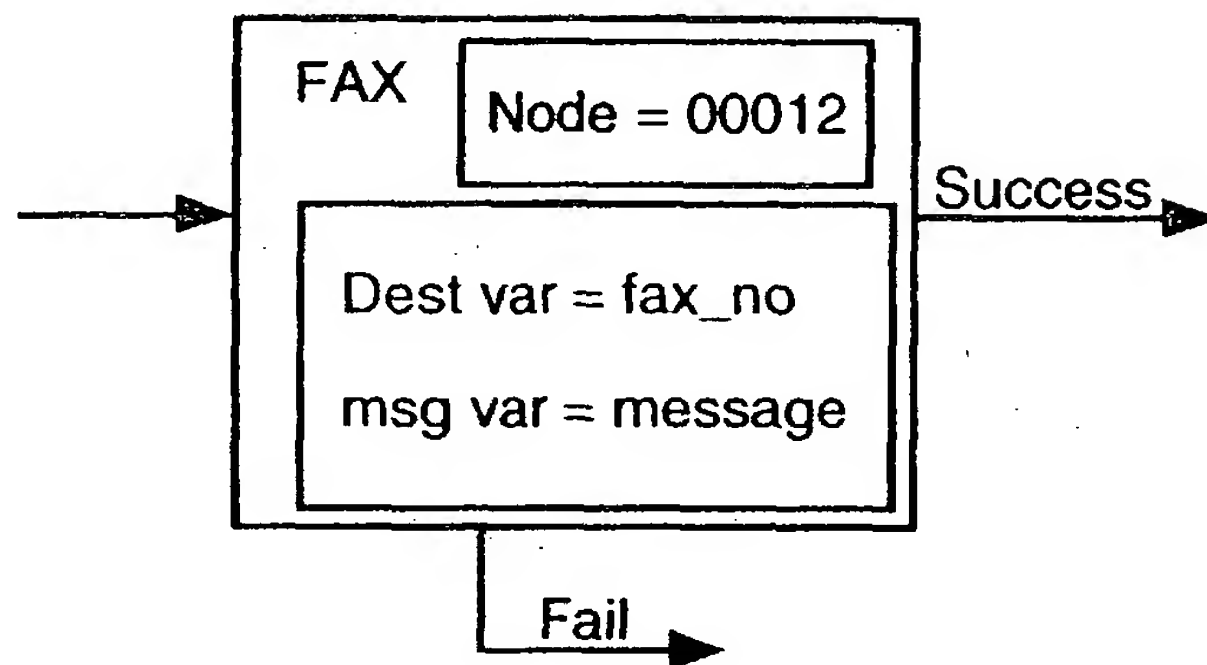 FAX
Node = 00012
Success
Dest var = fax_no
msg var = message
Fail